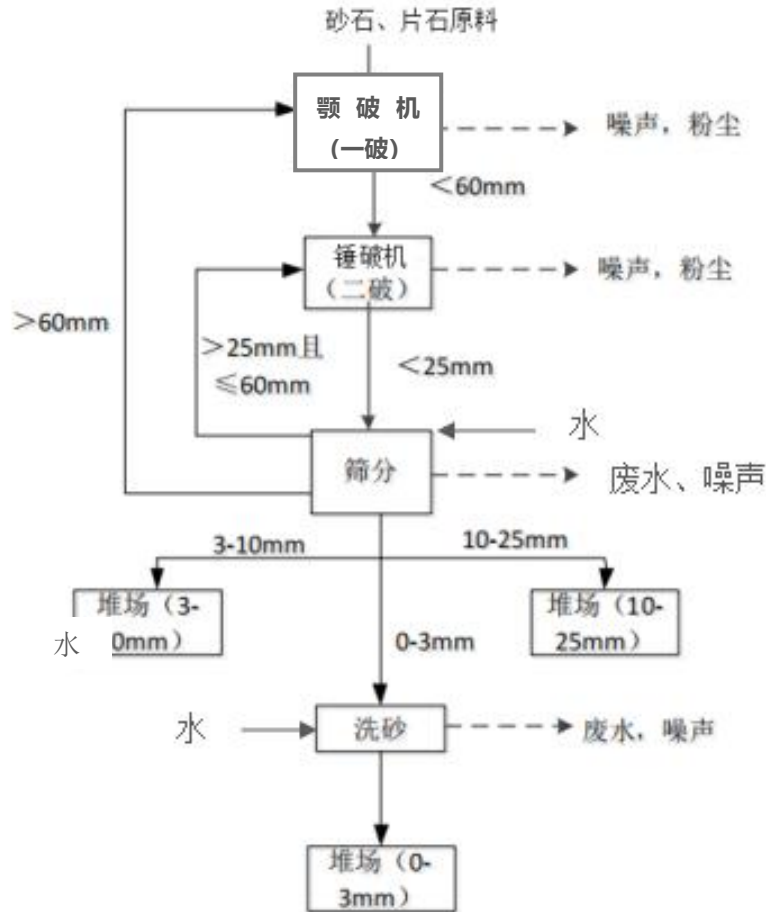 砂石、片石原料
颚 破 机
(一破)
噪声，粉尘
＜60mm
锤破机
（二破）
噪声，粉尘
＞60mm
＞25mm且
≤60mm
＜25mm
水
筛分
废水、噪声
3-10mm
10-25mm
堆场（3-
0mm）
水
堆场（10-
25mm）
0-3mm
水
洗砂
废水，噪声
堆场（0-
3mm）